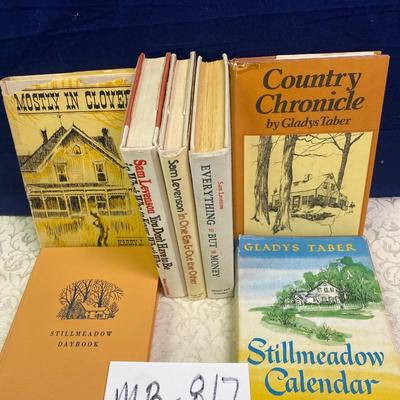 MOSTLY IN CLOVER
HARRY
Sam Levenson You Don't Have to Be
Sam Levenson In One Era & Out the Other
Sam Levenson EVERYTHING BUT MONEY
Country
Chronicle
by Gladys Taber
STILLMEADOW
DAYBOOK
GLADYS TABER
Stillmeadow
Calendar
MB-817